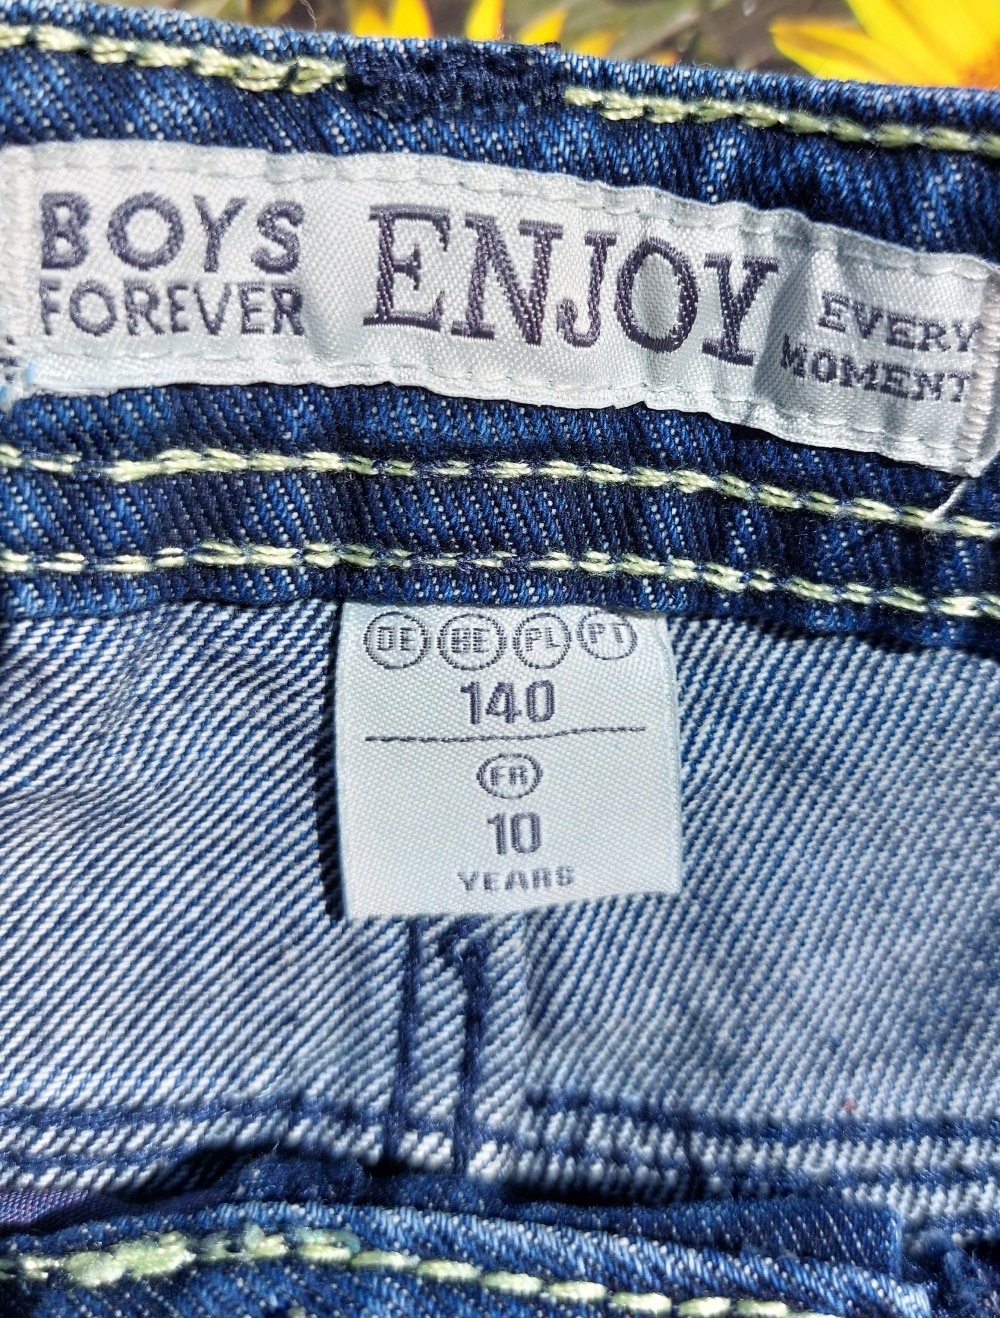 BOYS
FOREVER
ENJOY
EVERY
MOMENT
DE BE PL PT
140
FR
10
YEARS